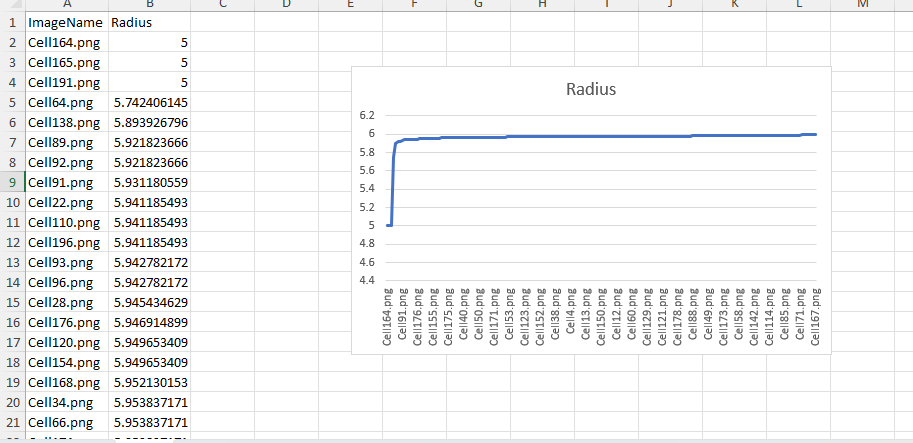 A B C D E F G H I J K L M
1 ImageName Radius
2 Cell164.png 5
3 Cell165.png 5
4 Cell191.png 5
5 Cell64.png 5.742406145
6 Cell138.png 5.893926796
7 Cell89.png 5.921823666
8 Cell92.png 5.921823666
9 Cell91.png 5.931180559
10 Cell22.png 5.941185493
11 Cell110.png 5.941185493
12 Cell196.png 5.941185493
13 Cell93.png 5.942782172
14 Cell96.png 5.942782172
15 Cell28.png 5.945434629
16 Cell176.png 5.946914899
17 Cell120.png 5.949653409
18 Cell154.png 5.949653409
19 Cell168.png 5.952130153
20 Cell34.png 5.953837171
21 Cell66.png 5.953837171
Radius
6.2
6
5.8
5.6
5.4
5.2
5
4.8
4.6
4.4
Cell164.png
Cell91.png
Cell176.png
Cell155.png
Cell175.png
Cell40.png
Cell50.png
Cell171.png
Cell53.png
Cell123.png
Cell152.png
Cell38.png
Cell4.png
Cell13.png
Cell150.png
Cell12.png
Cell60.png
Cell129.png
Cell121.png
Cell178.png
Cell88.png
Cell49.png
Cell173.png
Cell58.png
Cell142.png
Cell114.png
Cell85.png
Cell71.png
Cell167.png